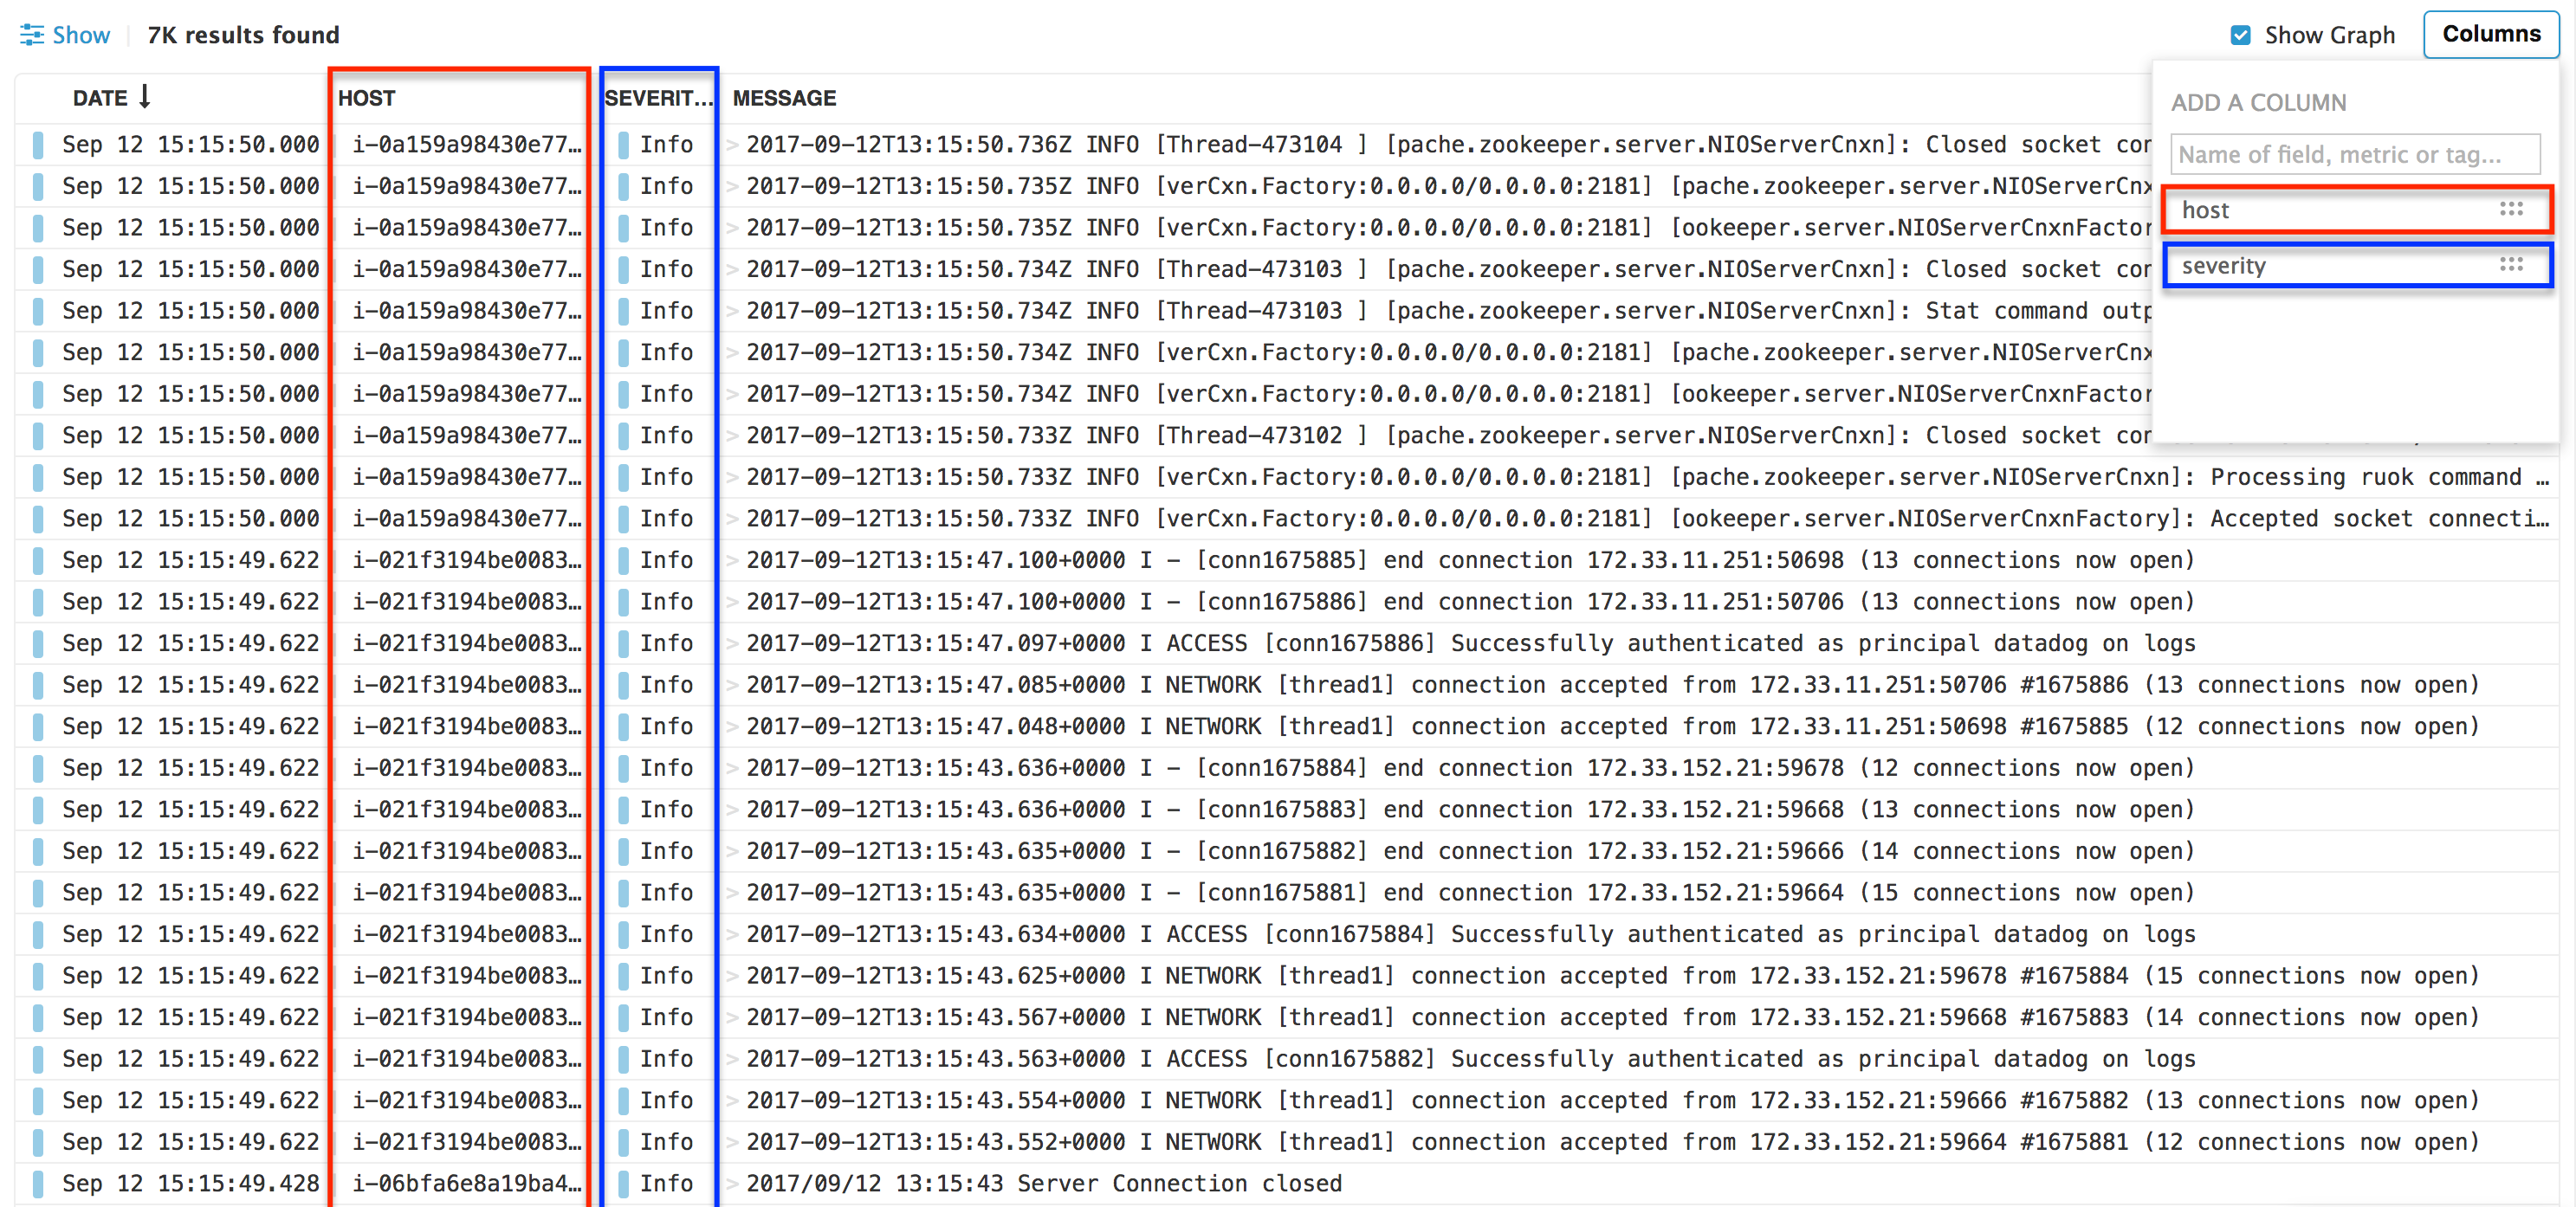 Show 7K results found Show Graph Columns
DATE ↓ HOST SEVERIT... MESSAGE
ADD A COLUMN
Name of field, metric or tag...
host
severity
Sep 12 15:15:50.000 i-0a159a98430e77... Info > 2017-09-12T13:15:50.736Z INFO [Thread-473104 ] [pache.zookeeper.server.NIOServerCnxn]: Closed socket cor
Sep 12 15:15:50.000 i-0a159a98430e77... Info > 2017-09-12T13:15:50.735Z INFO [verCxn.Factory:0.0.0.0/0.0.0.0:2181] [pache.zookeeper.server.NIOServerCnx
Sep 12 15:15:50.000 i-0a159a98430e77... Info > 2017-09-12T13:15:50.735Z INFO [verCxn.Factory:0.0.0.0/0.0.0.0:2181] [ookeeper.server.NIOServerCnxnFactor
Sep 12 15:15:50.000 i-0a159a98430e77... Info > 2017-09-12T13:15:50.734Z INFO [Thread-473103 ] [pache.zookeeper.server.NIOServerCnxn]: Closed socket cor
Sep 12 15:15:50.000 i-0a159a98430e77... Info > 2017-09-12T13:15:50.734Z INFO [Thread-473103 ] [pache.zookeeper.server.NIOServerCnxn]: Stat command outp
Sep 12 15:15:50.000 i-0a159a98430e77... Info > 2017-09-12T13:15:50.734Z INFO [verCxn.Factory:0.0.0.0/0.0.0.0:2181] [pache.zookeeper.server.NIOServerCnx
Sep 12 15:15:50.000 i-0a159a98430e77... Info > 2017-09-12T13:15:50.734Z INFO [verCxn.Factory:0.0.0.0/0.0.0.0:2181] [ookeeper.server.NIOServerCnxnFactor
Sep 12 15:15:50.000 i-0a159a98430e77... Info > 2017-09-12T13:15:50.733Z INFO [Thread-473102 ] [pache.zookeeper.server.NIOServerCnxn]: Closed socket cor
Sep 12 15:15:50.000 i-0a159a98430e77... Info > 2017-09-12T13:15:50.733Z INFO [verCxn.Factory:0.0.0.0/0.0.0.0:2181] [pache.zookeeper.server.NIOServerCnxn]: Processing ruok command ...
Sep 12 15:15:50.000 i-0a159a98430e77... Info > 2017-09-12T13:15:50.733Z INFO [verCxn.Factory:0.0.0.0/0.0.0.0:2181] [ookeeper.server.NIOServerCnxnFactory]: Accepted socket connecti...
Sep 12 15:15:49.622 i-021f3194be0083... Info > 2017-09-12T13:15:47.100+0000 I - [conn1675885] end connection 172.33.11.251:50698 (13 connections now open)
Sep 12 15:15:49.622 i-021f3194be0083... Info > 2017-09-12T13:15:47.100+0000 I - [conn1675886] end connection 172.33.11.251:50706 (13 connections now open)
Sep 12 15:15:49.622 i-021f3194be0083... Info > 2017-09-12T13:15:47.097+0000 I ACCESS [conn1675886] Successfully authenticated as principal datadog on logs
Sep 12 15:15:49.622 i-021f3194be0083... Info > 2017-09-12T13:15:47.085+0000 I NETWORK [thread1] connection accepted from 172.33.11.251:50706 #1675886 (13 connections now open)
Sep 12 15:15:49.622 i-021f3194be0083... Info > 2017-09-12T13:15:47.048+0000 I NETWORK [thread1] connection accepted from 172.33.11.251:50698 #1675885 (12 connections now open)
Sep 12 15:15:49.622 i-021f3194be0083... Info > 2017-09-12T13:15:43.636+0000 I - [conn1675884] end connection 172.33.152.21:59678 (12 connections now open)
Sep 12 15:15:49.622 i-021f3194be0083... Info > 2017-09-12T13:15:43.636+0000 I - [conn1675883] end connection 172.33.152.21:59668 (13 connections now open)
Sep 12 15:15:49.622 i-021f3194be0083... Info > 2017-09-12T13:15:43.635+0000 I - [conn1675882] end connection 172.33.152.21:59666 (14 connections now open)
Sep 12 15:15:49.622 i-021f3194be0083... Info > 2017-09-12T13:15:43.635+0000 I - [conn1675881] end connection 172.33.152.21:59664 (15 connections now open)
Sep 12 15:15:49.622 i-021f3194be0083... Info > 2017-09-12T13:15:43.634+0000 I ACCESS [conn1675884] Successfully authenticated as principal datadog on logs
Sep 12 15:15:49.622 i-021f3194be0083... Info > 2017-09-12T13:15:43.625+0000 I NETWORK [thread1] connection accepted from 172.33.152.21:59678 #1675884 (15 connections now open)
Sep 12 15:15:49.622 i-021f3194be0083... Info > 2017-09-12T13:15:43.567+0000 I NETWORK [thread1] connection accepted from 172.33.152.21:59668 #1675883 (14 connections now open)
Sep 12 15:15:49.622 i-021f3194be0083... Info > 2017-09-12T13:15:43.563+0000 I ACCESS [conn1675882] Successfully authenticated as principal datadog on logs
Sep 12 15:15:49.622 i-021f3194be0083... Info > 2017-09-12T13:15:43.554+0000 I NETWORK [thread1] connection accepted from 172.33.152.21:59666 #1675882 (13 connections now open)
Sep 12 15:15:49.622 i-021f3194be0083... Info > 2017-09-12T13:15:43.552+0000 I NETWORK [thread1] connection accepted from 172.33.152.21:59664 #1675881 (12 connections now open)
Sep 12 15:15:49.428 i-06bfa6e8a19ba4... Info > 2017/09/12 13:15:43 Server Connection closed